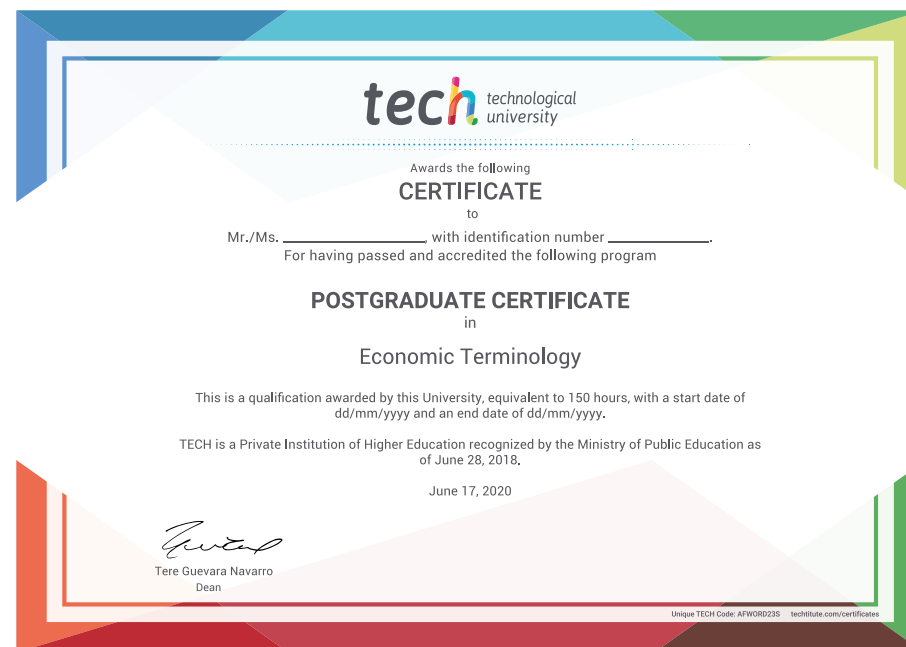 tech technological
university
Awards the following
CERTIFICATE
to
Mr./Ms. ____________, with identification number ____________.
For having passed and accredited the following program
POSTGRADUATE CERTIFICATE
in
Economic Terminology
This is a qualification awarded by this University, equivalent to 150 hours, with a start date of
dd/mm/yyyy and an end date of dd/mm/yyyy.
TECH is a Private Institution of Higher Education recognized by the Ministry of Public Education as
of June 28, 2018.
June 17, 2020
Tere Guevara Navarro
Dean
Unique TECH Code: AFWORD23S techtitute.com/certificates